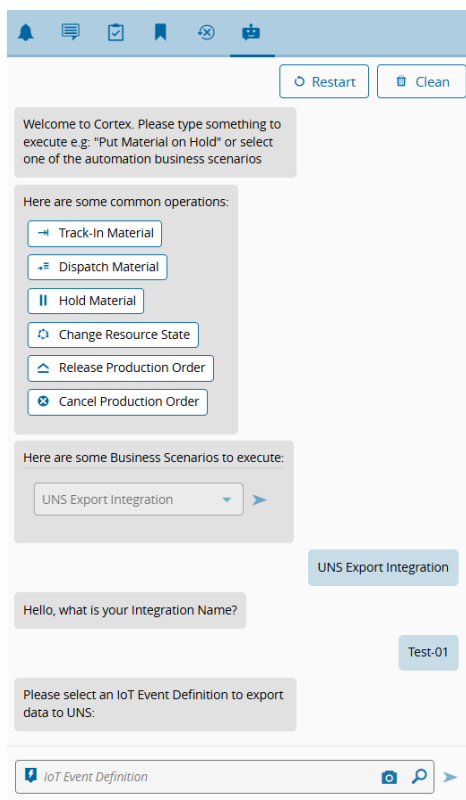 Restart
Clean
Welcome to Cortex. Please type something to
execute e.g: "Put Material on Hold" or select
one of the automation business scenarios
Here are some common operations:
Track-In Material
Dispatch Material
Hold Material
Change Resource State
Release Production Order
Cancel Production Order
Here are some Business Scenarios to execute:
UNS Export Integration
UNS Export Integration
Hello, what is your Integration Name?
Test-01
Please select an IoT Event Definition to export
data to UNS:
IoT Event Definition